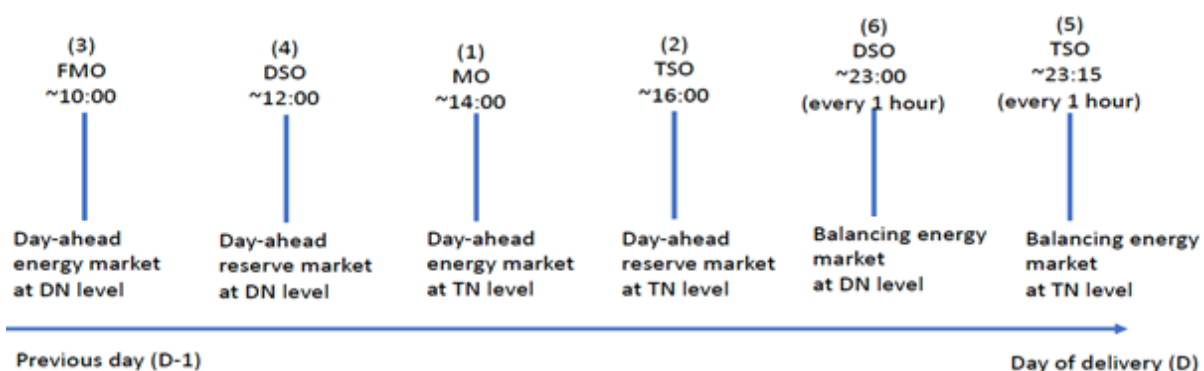 (3)
FMO
~10:00
(4)
DSO
~12:00
(1)
MO
~14:00
(2)
TSO
~16:00
(6)
DSO
~23:00
(every 1 hour)
(5)
TSO
~23:15
(every 1 hour)
Day-ahead
energy market
at DN level
Day-ahead
reserve market
at DN level
Day-ahead
energy market
at TN level
Day-ahead
reserve market
at TN level
Balancing energy
market
at DN level
Balancing energy
market
at TN level
Previous day (D-1)
Day of delivery (D)